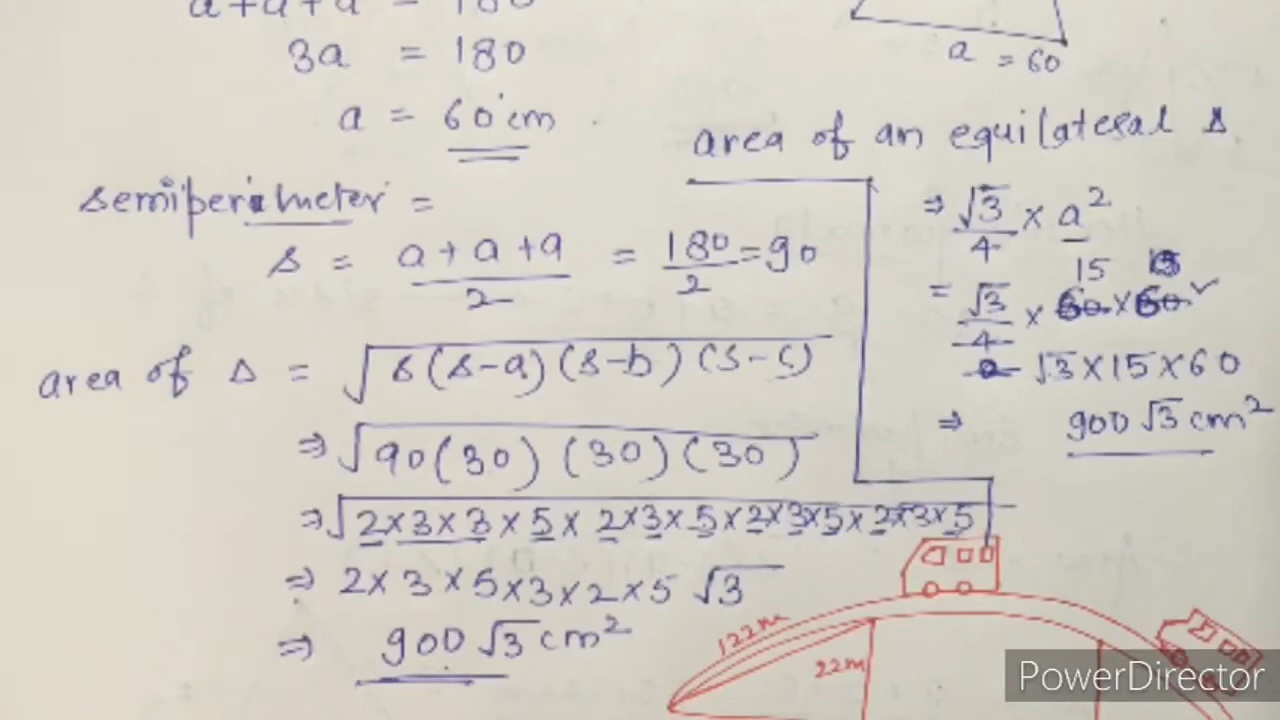 a+a+a = 180
3a = 180
a = 60 cm
semiperimeter =
s = a+a+a/2 = 180/2 = 90
area of Δ = √s(s-a)(s-b)(s-c)
⇒ √90(30)(30)(30)
⇒ √2×3×3×5×2×3×5×2×3×5×2×3×5
⇒ 2×3×5×3×2×5√3
⇒ 900√3 cm²
a = 60
area of an equilateral Δ
⇒ √3/4 × a²
15
= √3/4 × 60×60
√3×15×60
⇒ 900√3 cm²
122m
22m
PowerDirector